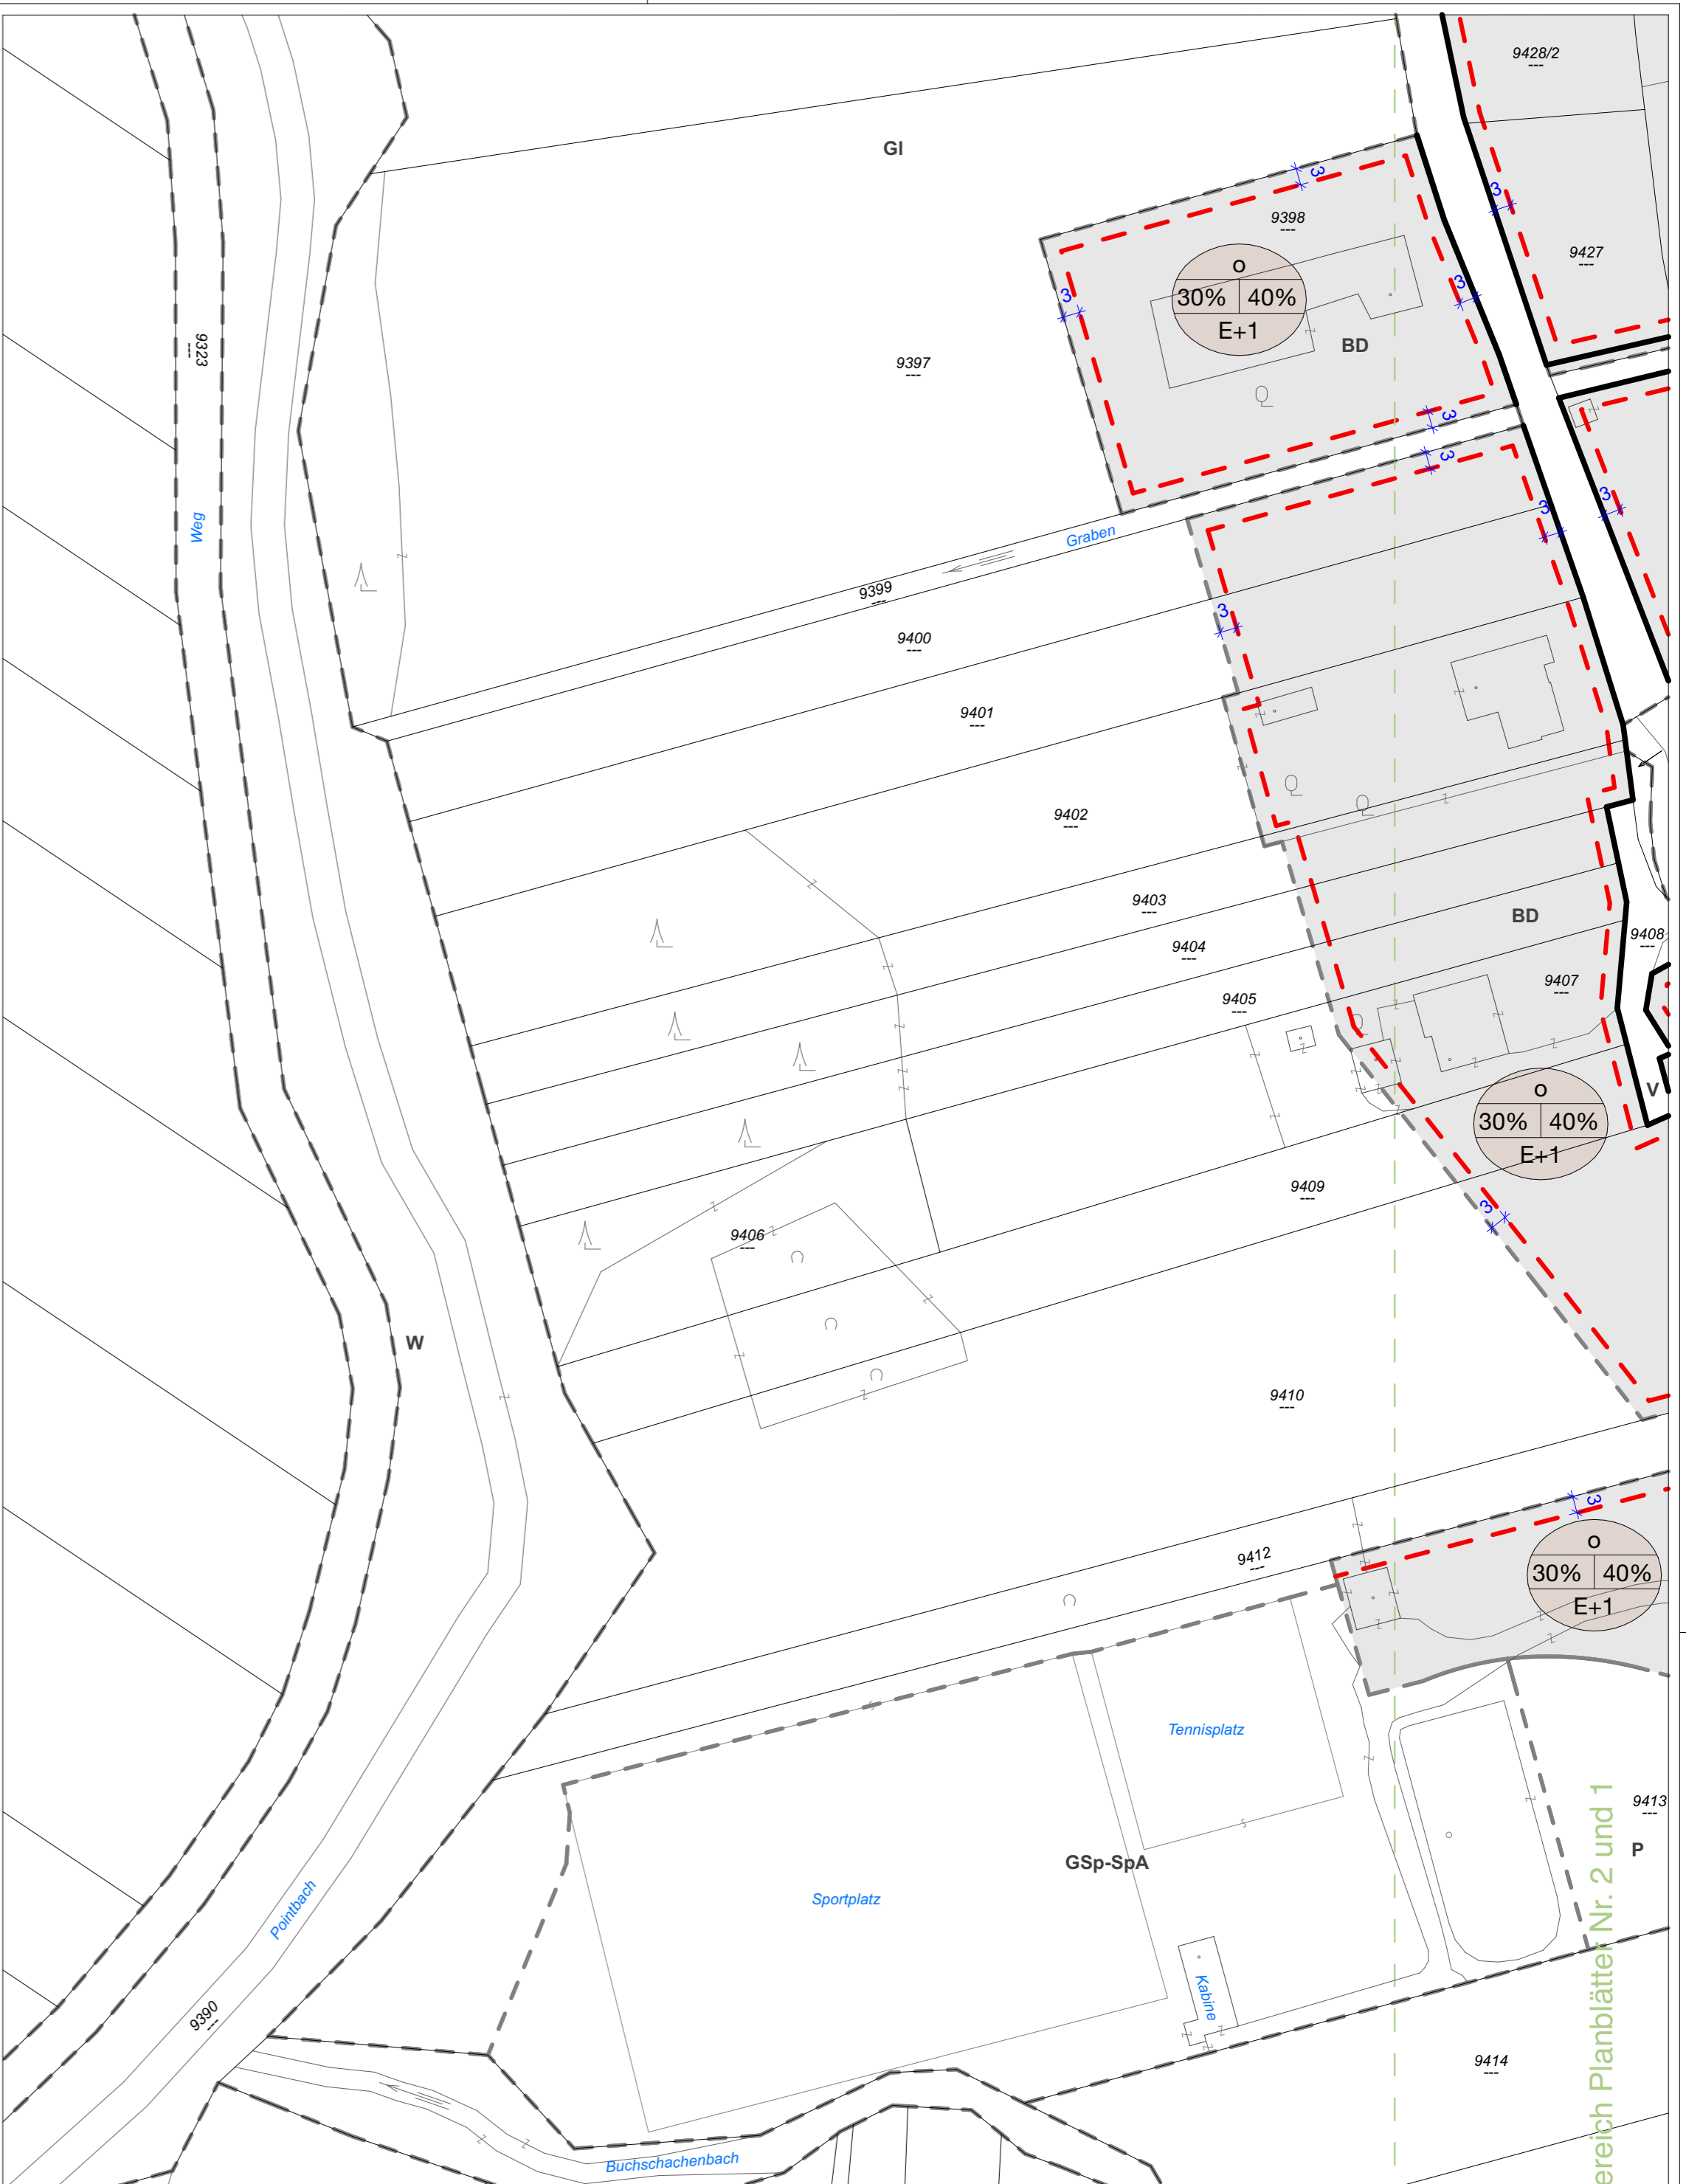 9428/2
---
GI
3
3
9398
---
9427
---
O
30% 40%
E+1
3
3
BD
9323
---
9397
---
3
3
3
3
Weg
Graben
9399
---
3
9400
---
9401
---
9402
---
9403
---
BD
9408
---
9404
---
9407
---
9405
---
V
O
30% 40%
E+1
9409
---
3
9406
---
W
9410
---
3
9412
---
O
30% 40%
E+1
Tennisplatz
9413
---
P
GSp-SpA
Sportplatz
Pointbach
Kabine
9390
---
9414
---
Buchschachenbach
ereich Planblätter Nr. 2 und 1